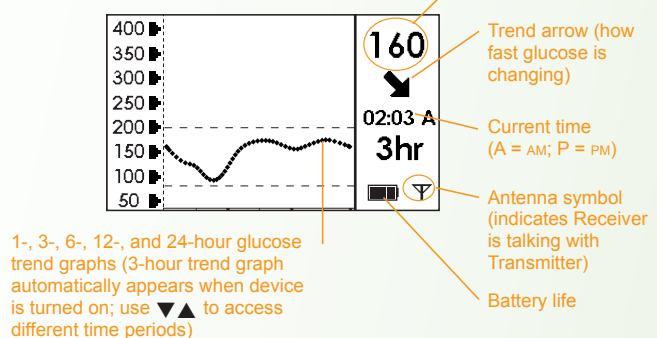 400
350
300
250
200
150
100
50
160
02:03 A
3hr
Trend arrow (how
fast glucose is
changing)
Current time
(A = AM; P = PM)
Antenna symbol
(indicates Receiver
is talking with
Transmitter)
Battery life
1-, 3-, 6-, 12-, and 24-hour glucose
trend graphs (3-hour trend graph
automatically appears when device
is turned on; use ▼▲ to access
different time periods)